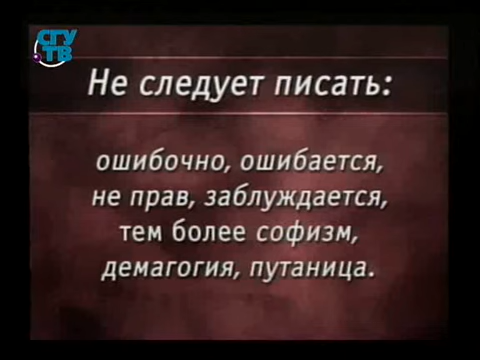 СГУ
ТВ
Не следует писать:
ошибочно, ошибается,
не прав, заблуждается,
тем более софизм,
демагогия, путаница.